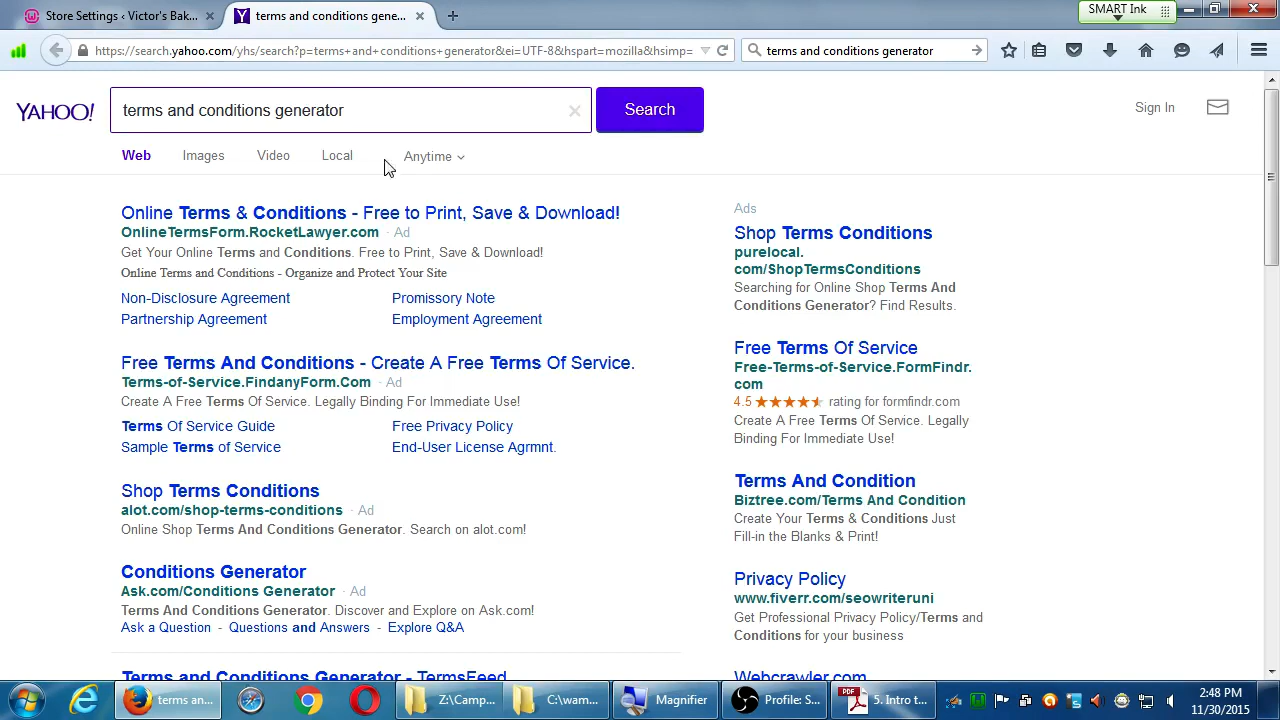 Store Settings ‹ Victor's Bak...
terms and conditions gene...
SMART Ink
https://search.yahoo.com/yhs/search?p=terms+and+conditions+generator&ei=UTF-8&hspart=mozilla&hsimp=
terms and conditions generator
YAHOO!
terms and conditions generator
Search
Sign In
Web
Images
Video
Local
Anytime
Online Terms & Conditions - Free to Print, Save & Download!
OnlineTermsForm.RocketLawyer.com · Ad
Get Your Online Terms and Conditions. Free to Print, Save & Download!
Online Terms and Conditions - Organize and Protect Your Site
Non-Disclosure Agreement
Promissory Note
Partnership Agreement
Employment Agreement
Free Terms And Conditions - Create A Free Terms Of Service.
Terms-of-Service.FindanyForm.Com · Ad
Create A Free Terms Of Service. Legally Binding For Immediate Use!
Terms Of Service Guide
Free Privacy Policy
Sample Terms of Service
End-User License Agrmnt.
Shop Terms Conditions
alot.com/shop-terms-conditions · Ad
Online Shop Terms And Conditions Generator. Search on alot.com!
Conditions Generator
Ask.com/Conditions Generator · Ad
Terms And Conditions Generator. Discover and Explore on Ask.com!
Ask a Question - Questions and Answers - Explore Q&A
Terms and Conditions Generator - TermsFeed
Ads
Shop Terms Conditions
purelocal.
com/ShopTermsConditions
Searching for Online Shop Terms And
Conditions Generator? Find Results.
Free Terms Of Service
Free-Terms-of-Service.FormFindr.
com
4.5 ★★★★★ rating for formfindr.com
Create A Free Terms Of Service. Legally
Binding For Immediate Use!
Terms And Condition
Biztree.com/Terms And Condition
Create Your Terms & Conditions Just
Fill-in the Blanks & Print!
Privacy Policy
www.fiverr.com/seowriteruni
Get Professional Privacy Policy/Terms and
Conditions for your business
Webcrawler.com
terms an...
Z:\Camp...
C:\wam...
Magnifier
Profile: S...
PDF
5. Intro t...
2:48 PM
11/30/2015